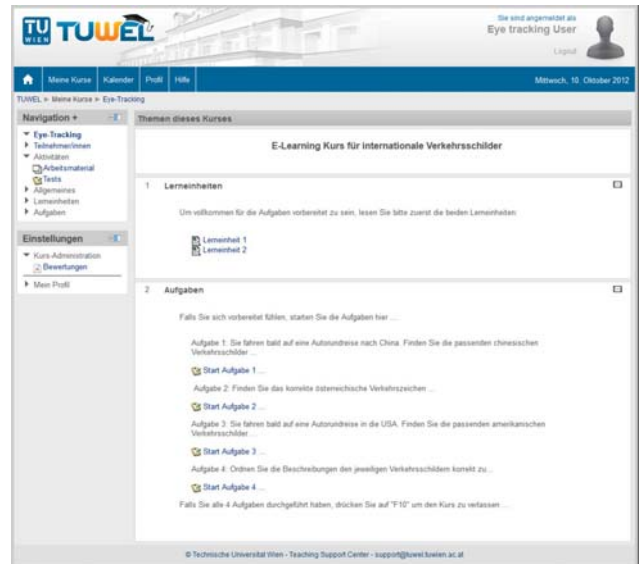 TU
WIEN
TUWEL
Sie sind angemeldet als
Eye tracking User
Logout
Meine Kurse Kalender Profil Hilfe
Mittwoch, 10. Oktober 2012
TUWEL ► Meine Kurse ► Eye-Tracking
Navigation +
Eye-Tracking
Teilnehmer/innen
Aktivitäten
Arbeitsmaterial
Tests
Allgemeines
Lerneinheiten
Aufgaben
Einstellungen
Kurs-Administration
Bewertungen
Mein Profil
Themen dieses Kurses
E-Learning Kurs für internationale Verkehrsschilder
1 Lerneinheiten
Um vollkommen für die Aufgaben vorbereitet zu sein, lesen Sie bitte zuerst die beiden Lerneinheiten:
Lerneinheit 1
Lerneinheit 2
2 Aufgaben
Falls Sie sich vorbereitet fühlen, starten Sie die Aufgaben hier ...
Aufgabe 1: Sie fahren bald auf eine Autorundreise nach China. Finden Sie die passenden chinesischen
Verkehrsschilder ...
Start Aufgabe 1 ...
Aufgabe 2: Finden Sie das korrekte österreichische Verkehrszeichen ...
Start Aufgabe 2 ...
Aufgabe 3: Sie fahren bald auf eine Autorundreise in die USA. Finden Sie die passenden amerikanischen
Verkehrsschilder ...
Start Aufgabe 3 ...
Aufgabe 4: Ordnen Sie die Beschreibungen den jeweiligen Verkehrsschildern korrekt zu...
Start Aufgabe 4 ...
Falls Sie alle 4 Aufgaben durchgeführt haben, drücken Sie auf "F10" um den Kurs zu verlassen ...
© Technische Universität Wien - Teaching Support Center - support@tuwel.tuwien.ac.at